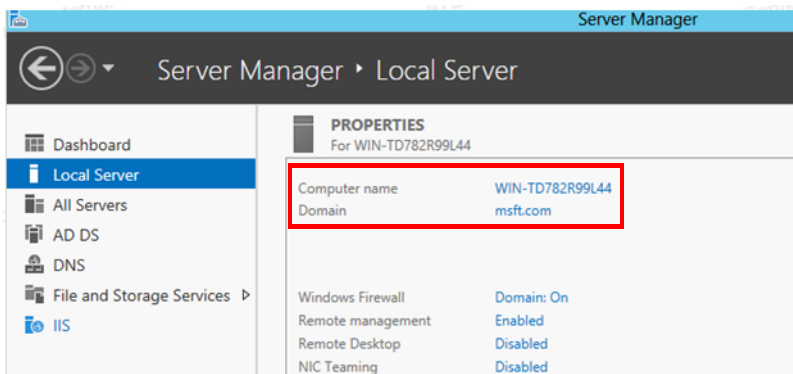 Server Manager
Server Manager ‣ Local Server
Dashboard
Local Server
All Servers
AD DS
DNS
File and Storage Services
IIS
PROPERTIES
For WIN-TD782R99L44
Computer name WIN-TD782R99L44
Domain msft.com
Windows Firewall Domain: On
Remote management Enabled
Remote Desktop Disabled
NIC Teaming Disabled